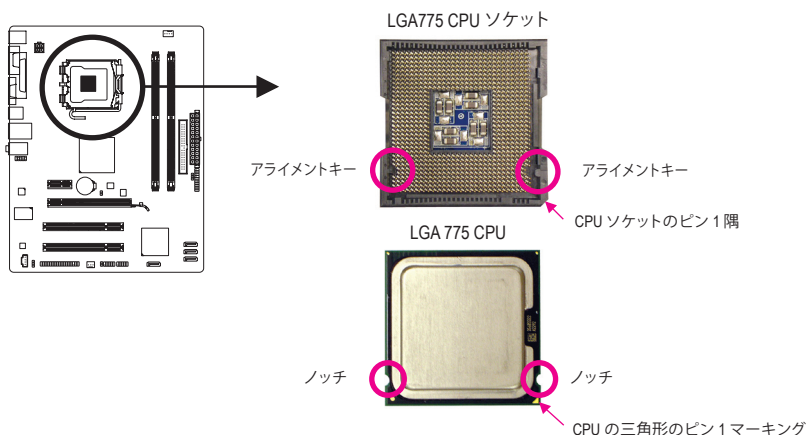 LGA775 CPU ソケット
アライメントキー
アライメントキー
CPU ソケットのピン 1 隅
LGA 775 CPU
ノッチ
ノッチ
CPU の三角形のピン 1 マーキング